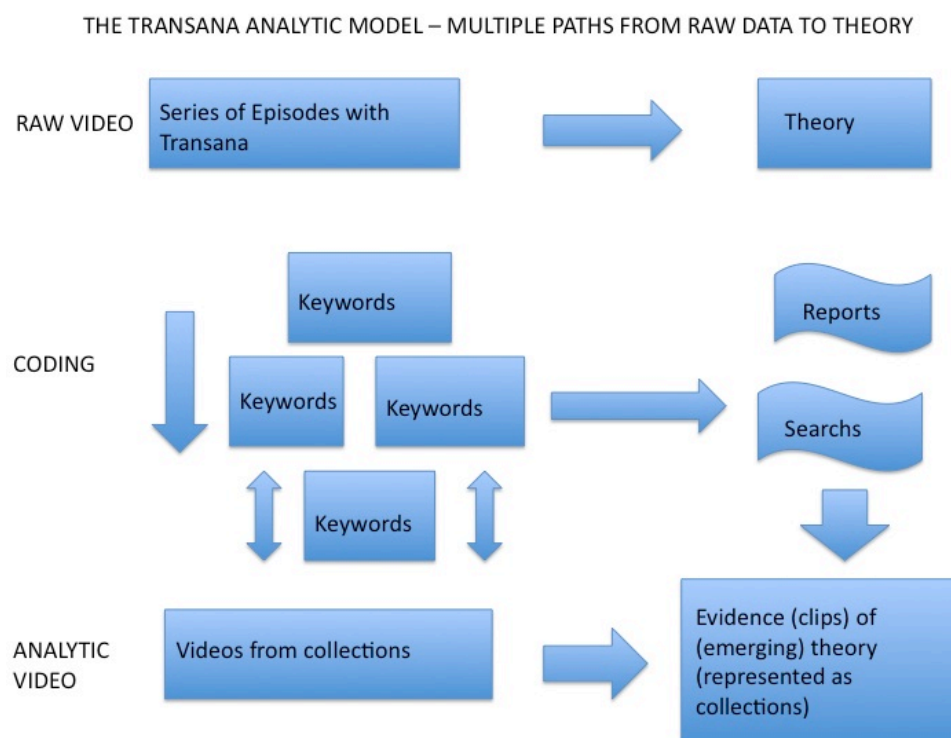 THE TRANSANA ANALYTIC MODEL – MULTIPLE PATHS FROM RAW DATA TO THEORY
RAW VIDEO
Series of Episodes with
Transana
Theory
CODING
Keywords
Keywords
Keywords
Keywords
Reports
Searchs
ANALYTIC
VIDEO
Videos from collections
Evidence (clips) of
(emerging) theory
(represented as
collections)